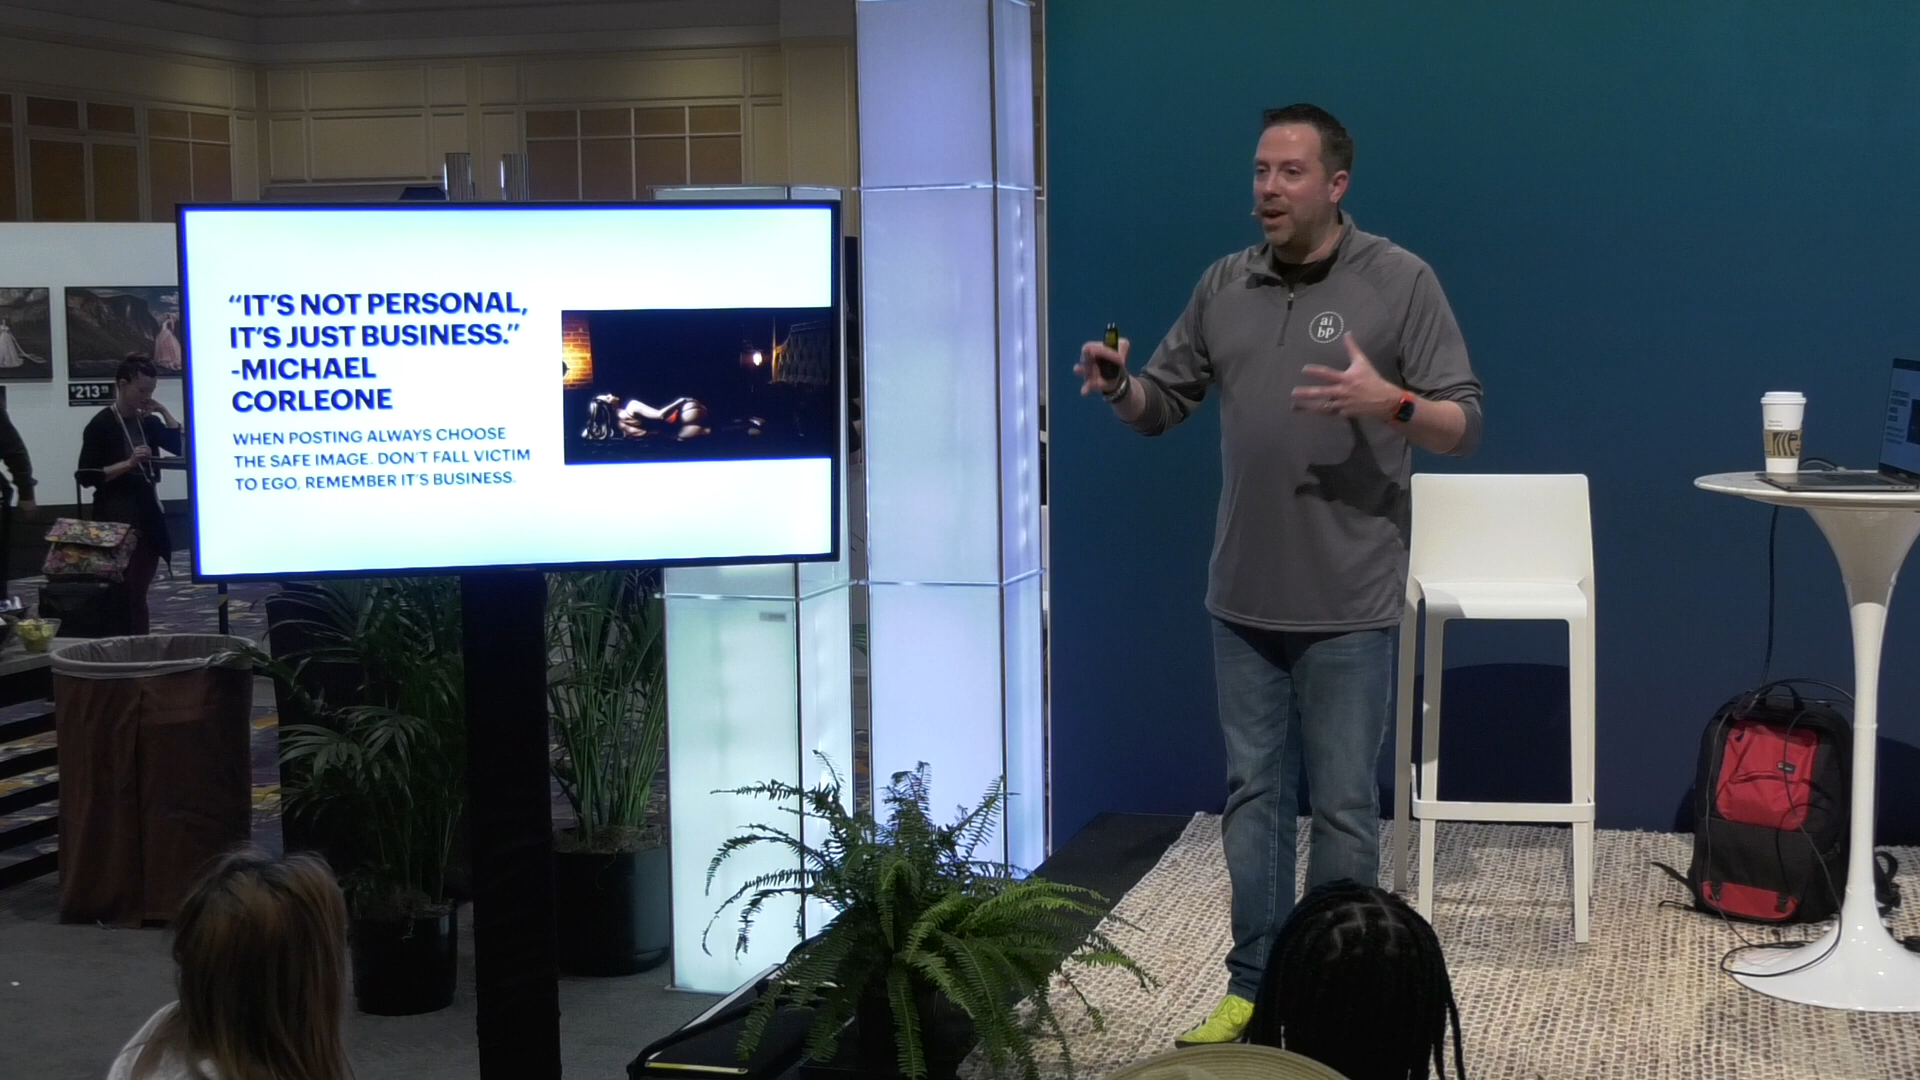 “IT’S NOT PERSONAL,
IT’S JUST BUSINESS.”
-MICHAEL
CORLEONE
WHEN POSTING ALWAYS CHOOSE
THE SAFE IMAGE. DON’T FALL VICTIM
TO EGO, REMEMBER IT’S BUSINESS.
$213
ai
bp